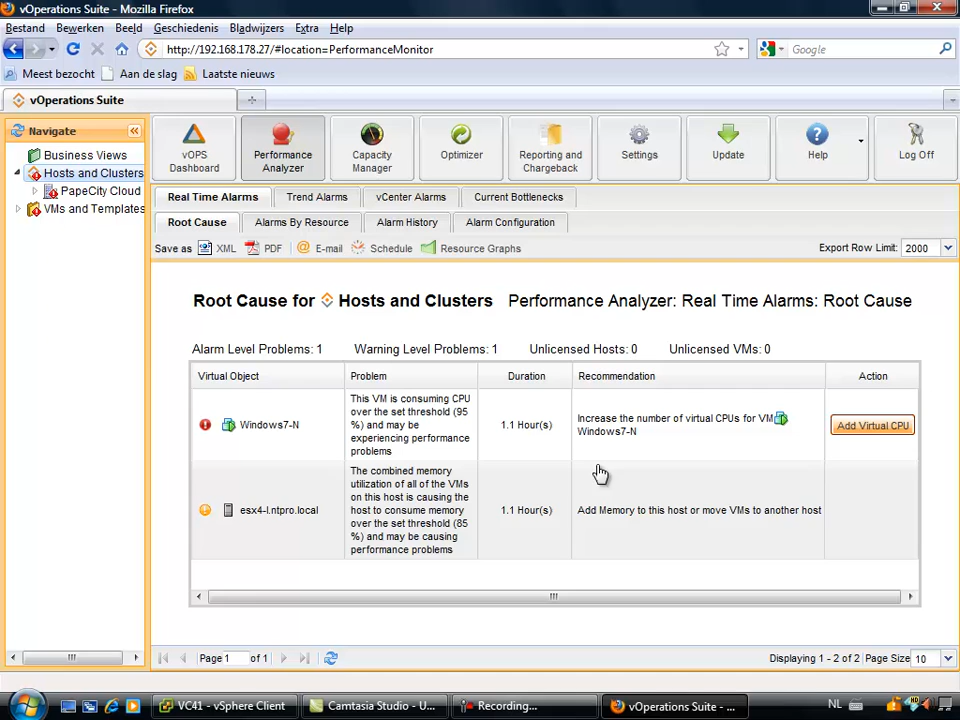 vOperations Suite - Mozilla Firefox
Bestand Bewerken Beeld Geschiedenis Bladwijzers Extra Help
http://192.168.178.27/#location=PerformanceMonitor
Google
Meest bezocht Aan de slag Laatste nieuws
vOperations Suite
Navigate
Business Views
Hosts and Clusters
PapeCity Cloud
VMs and Templates
vOPS Dashboard
Performance Analyzer
Capacity Manager
Optimizer
Reporting and Chargeback
Settings
Update
Help
Log Off
Real Time Alarms Trend Alarms vCenter Alarms Current Bottlenecks
Root Cause Alarms By Resource Alarm History Alarm Configuration
Save as XML PDF E-mail Schedule Resource Graphs Export Row Limit: 2000
Root Cause for Hosts and Clusters Performance Analyzer: Real Time Alarms: Root Cause
Alarm Level Problems: 1 Warning Level Problems: 1 Unlicensed Hosts: 0 Unlicensed VMs: 0
Virtual Object Problem Duration Recommendation Action
Windows7-N
This VM is consuming CPU
over the set threshold (95
%) and may be
experiencing performance
problems
1.1 Hour(s)
Increase the number of virtual CPUs for VM
Windows7-N
Add Virtual CPU
esx4-l.ntpro.local
The combined memory
utilization of all of the VMs
on this host is causing the
host to consume memory
over the set threshold (85
%) and may be causing
performance problems
1.1 Hour(s)
Add Memory to this host or move VMs to another host
Page 1 of 1 Displaying 1 - 2 of 2 Page Size 10
VC41 - vSphere Client Camtasia Studio - U... Recording... vOperations Suite - ... NL